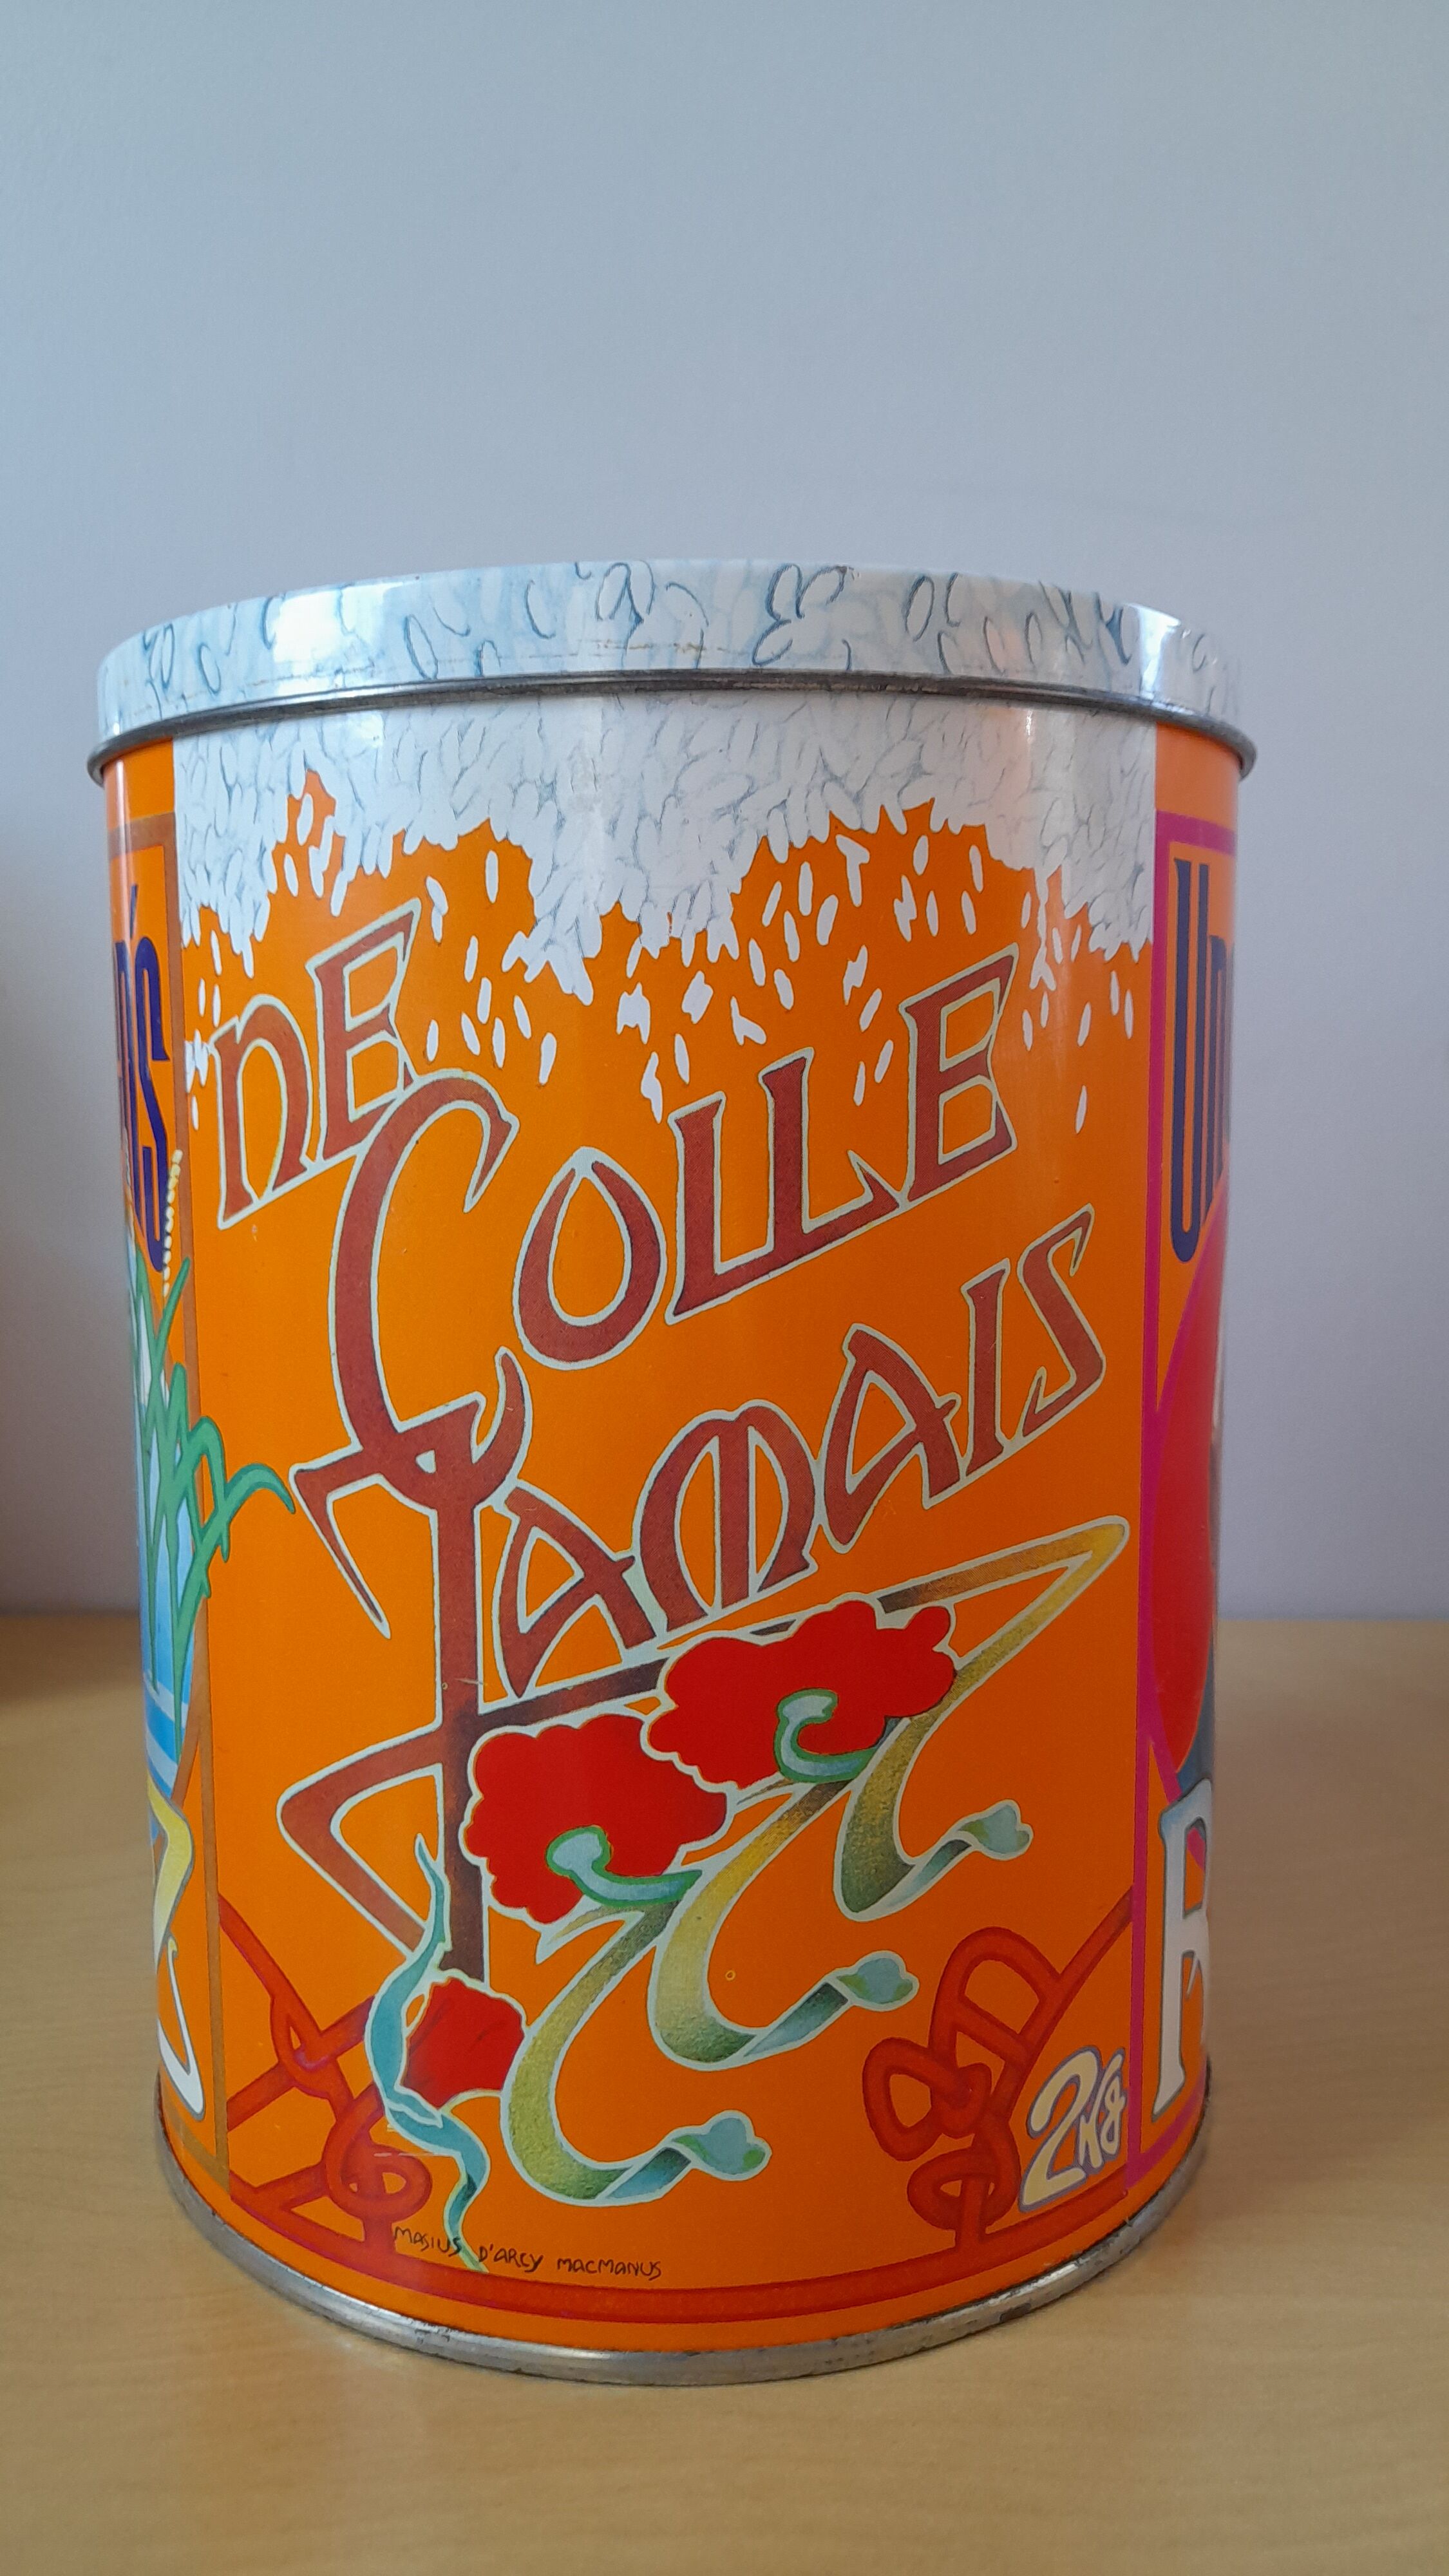 NE
COLLE
JAMAIS
2Kg
MASIUS D'ARCY MACMANUS